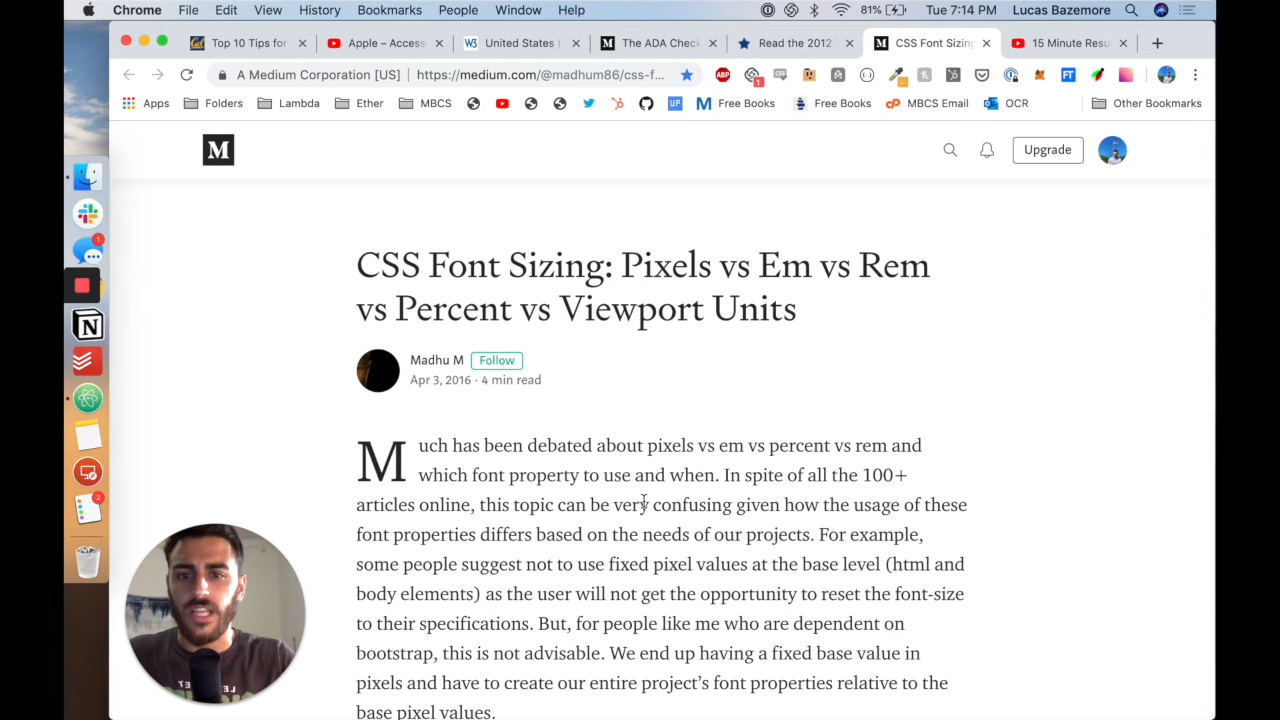 Chrome File Edit View History Bookmarks People Window Help 81% Tue 7:14 PM Lucas Bazemore
Top 10 Tips for Apple – Access W3 United States The ADA Check Read the 2012 CSS Font Sizing 15 Minute Resu
A Medium Corporation [US] https://medium.com/@madhum86/css-f... ABP 1 CSS FT
Apps Folders Lambda Ether MBCS UP Free Books Free Books cP MBCS Email OCR Other Bookmarks
M Upgrade
CSS Font Sizing: Pixels vs Em vs Rem
vs Percent vs Viewport Units
Madhu M Follow
Apr 3, 2016 · 4 min read
Much has been debated about pixels vs em vs percent vs rem and
which font property to use and when. In spite of all the 100+
articles online, this topic can be very confusing given how the usage of these
font properties differs based on the needs of our projects. For example,
some people suggest not to use fixed pixel values at the base level (html and
body elements) as the user will not get the opportunity to reset the font-size
to their specifications. But, for people like me who are dependent on
bootstrap, this is not advisable. We end up having a fixed base value in
pixels and have to create our entire project’s font properties relative to the
base pixel values.
1
N
2